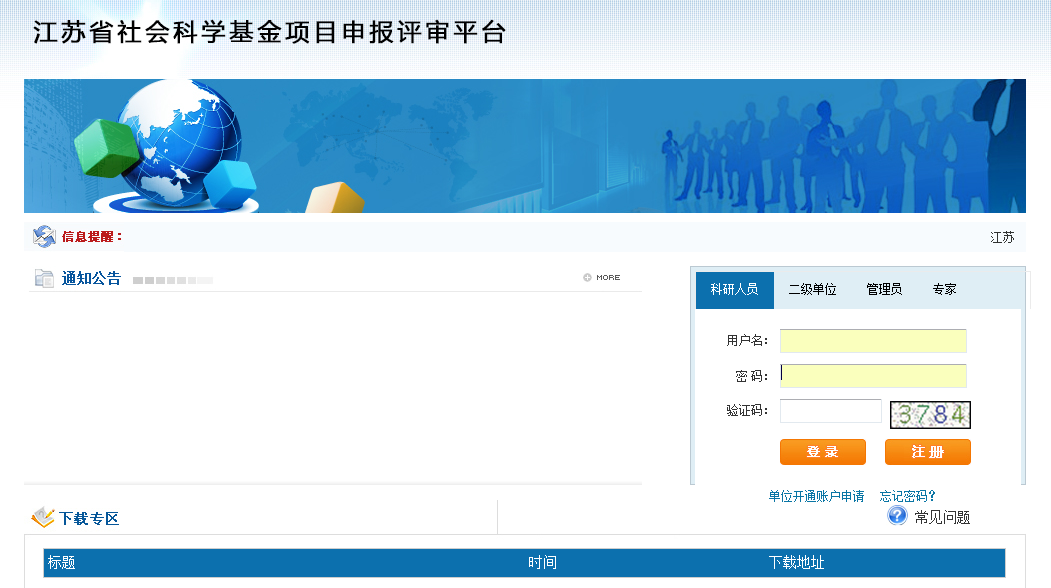 江苏省社会科学基金项目申报评审平台
信息提醒：
江苏
通知公告
MORE
科研人员 二级单位 管理员 专家
用户名：
密 码：
验证码：
3784
登 录 注 册
单位开通账户申请 忘记密码？
下载专区
常见问题
标题 时间 下载地址